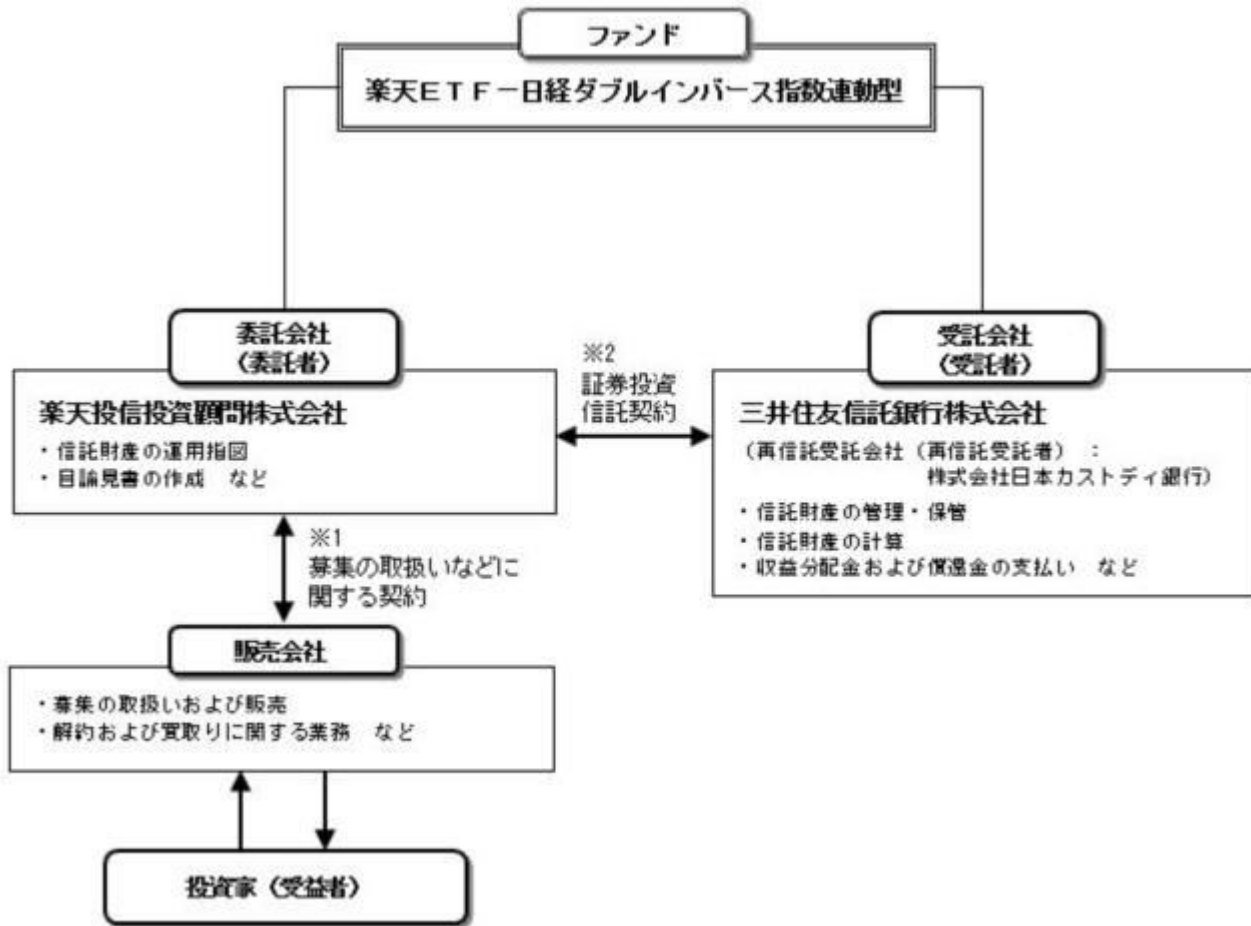 ファンド
楽天ETF-日経ダブルインバース指数連動型
委託会社
(委託者)
楽天投信投資顧問株式会社
・信託財産の運用指図
・目論見書の作成 など
※2
証券投資
信託契約
受託会社
(受託者)
三井住友信託銀行株式会社
(再信託受託会社(再信託受託者) :
株式会社日本カストディ銀行)
・信託財産の管理・保管
・信託財産の計算
・収益分配金および償還金の支払い など
※1
募集の取扱いなどに
関する契約
販売会社
・募集の取扱いおよび販売
・解約および買取りに関する業務 など
投資家(受益者)